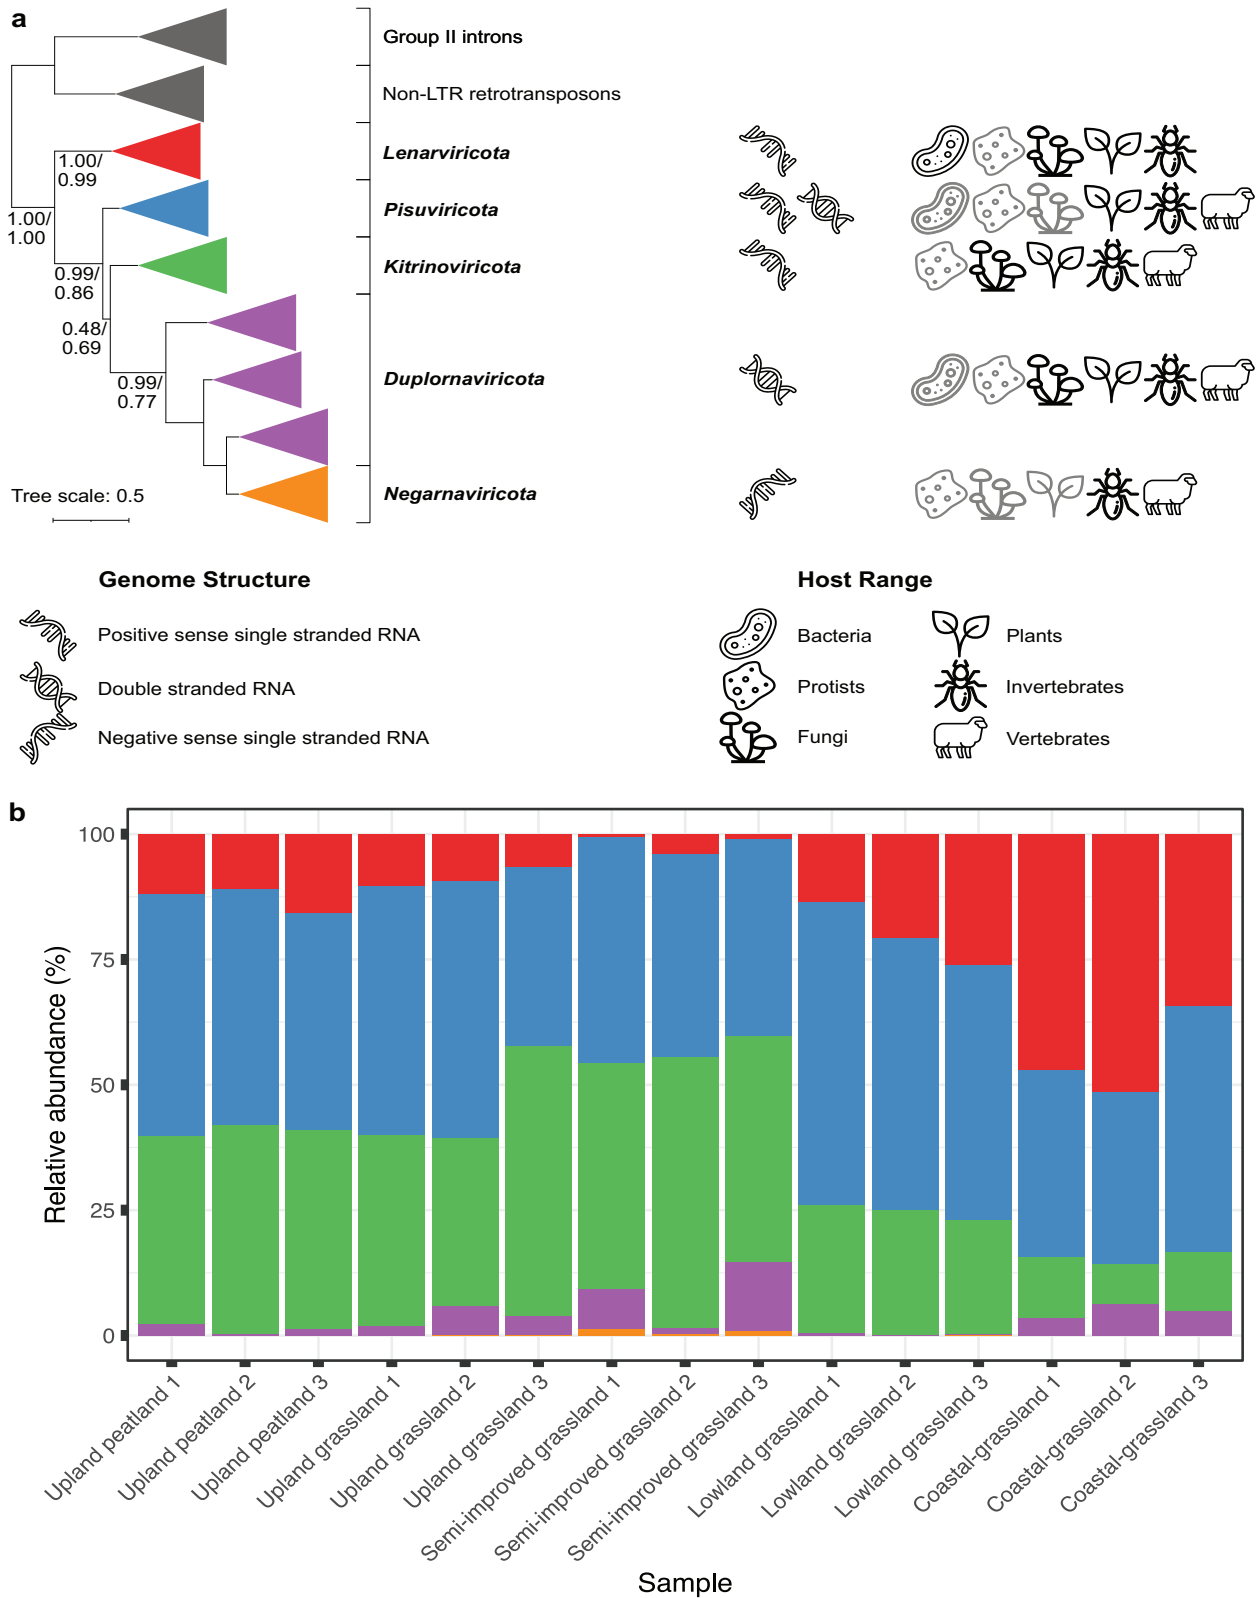 a
Group II introns
Non-LTR retrotransposons
Lenarviricota
1.00/
0.99
Pisuviricota
1.00/
1.00
Kitrinoviricota
0.99/
0.86
0.48/
0.69
Duplornaviricota
0.99/
0.77
Negarnaviricota
Tree scale: 0.5
Genome Structure
Positive sense single stranded RNA
Double stranded RNA
Negative sense single stranded RNA
Host Range
Bacteria
Plants
Protists
Invertebrates
Fungi
Vertebrates
b
Relative abundance (%)
100
75
50
25
0
Upland peatland 1
Upland peatland 2
Upland peatland 3
Upland grassland 1
Upland grassland 2
Upland grassland 3
Semi-improved grassland 1
Semi-improved grassland 2
Semi-improved grassland 3
Lowland grassland 1
Lowland grassland 2
Lowland grassland 3
Coastal-grassland 1
Coastal-grassland 2
Coastal-grassland 3
Sample